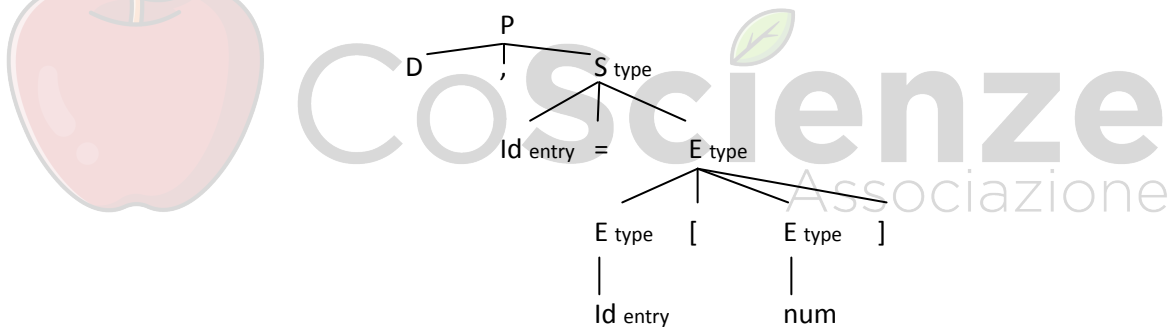 P
D , S type
CoScienze
Associazione
Id entry = E type
E type [ E type ]
Id entry num